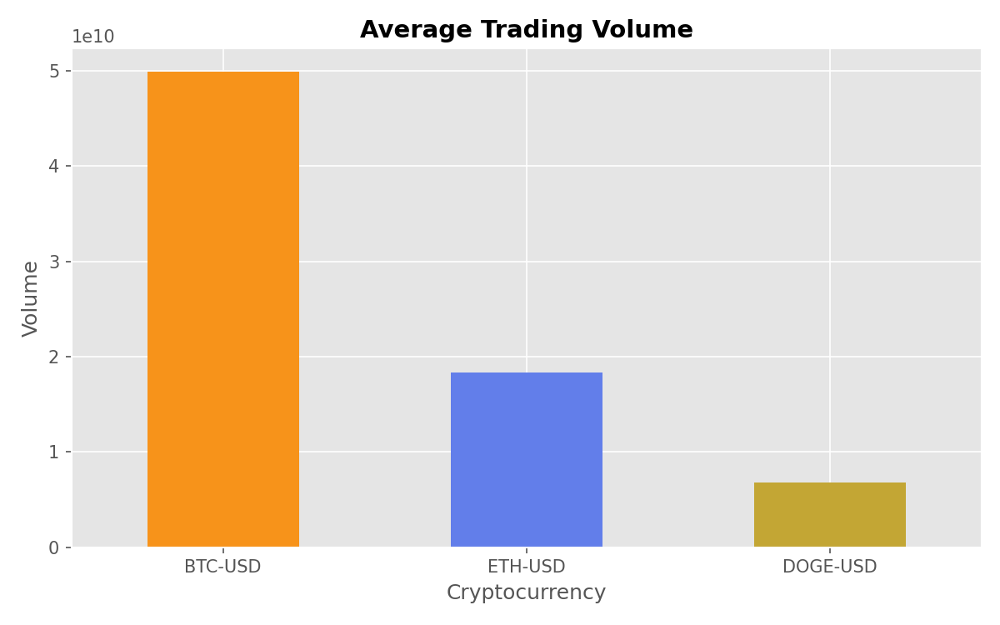 Average Trading Volume
1e10
5
4
3
2
1
0
Volume
BTC-USD ETH-USD DOGE-USD
Cryptocurrency